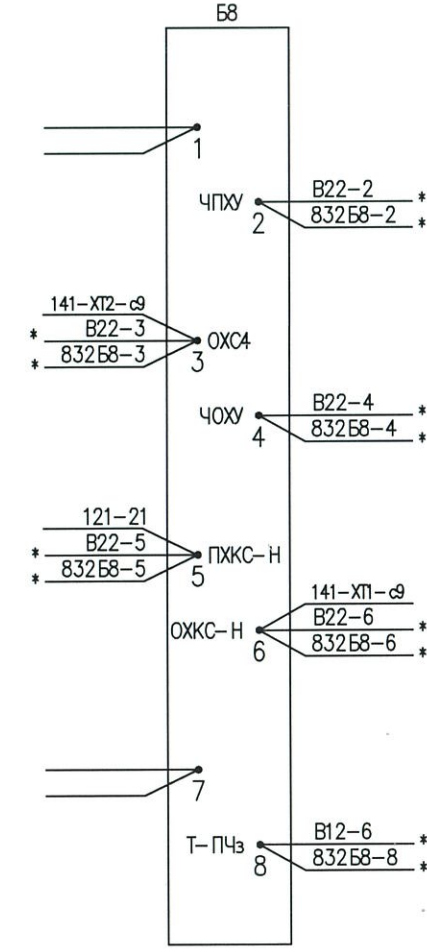 Б8
1
ЧПХУ
2
В22-2 *
832Б8-2 *
141-ХТ2-с9
* В22-3
* 832Б8-3
ОХС4
3
ЧОХУ
4
В22-4 *
832Б8-4 *
121-21
* В22-5
* 832Б8-5
ПХКС-Н
5
ОХКС-Н
6
141-ХТ1-с9
В22-6 *
832Б8-6 *
7
Т-ПЧз
8
В12-6 *
832Б8-8 *